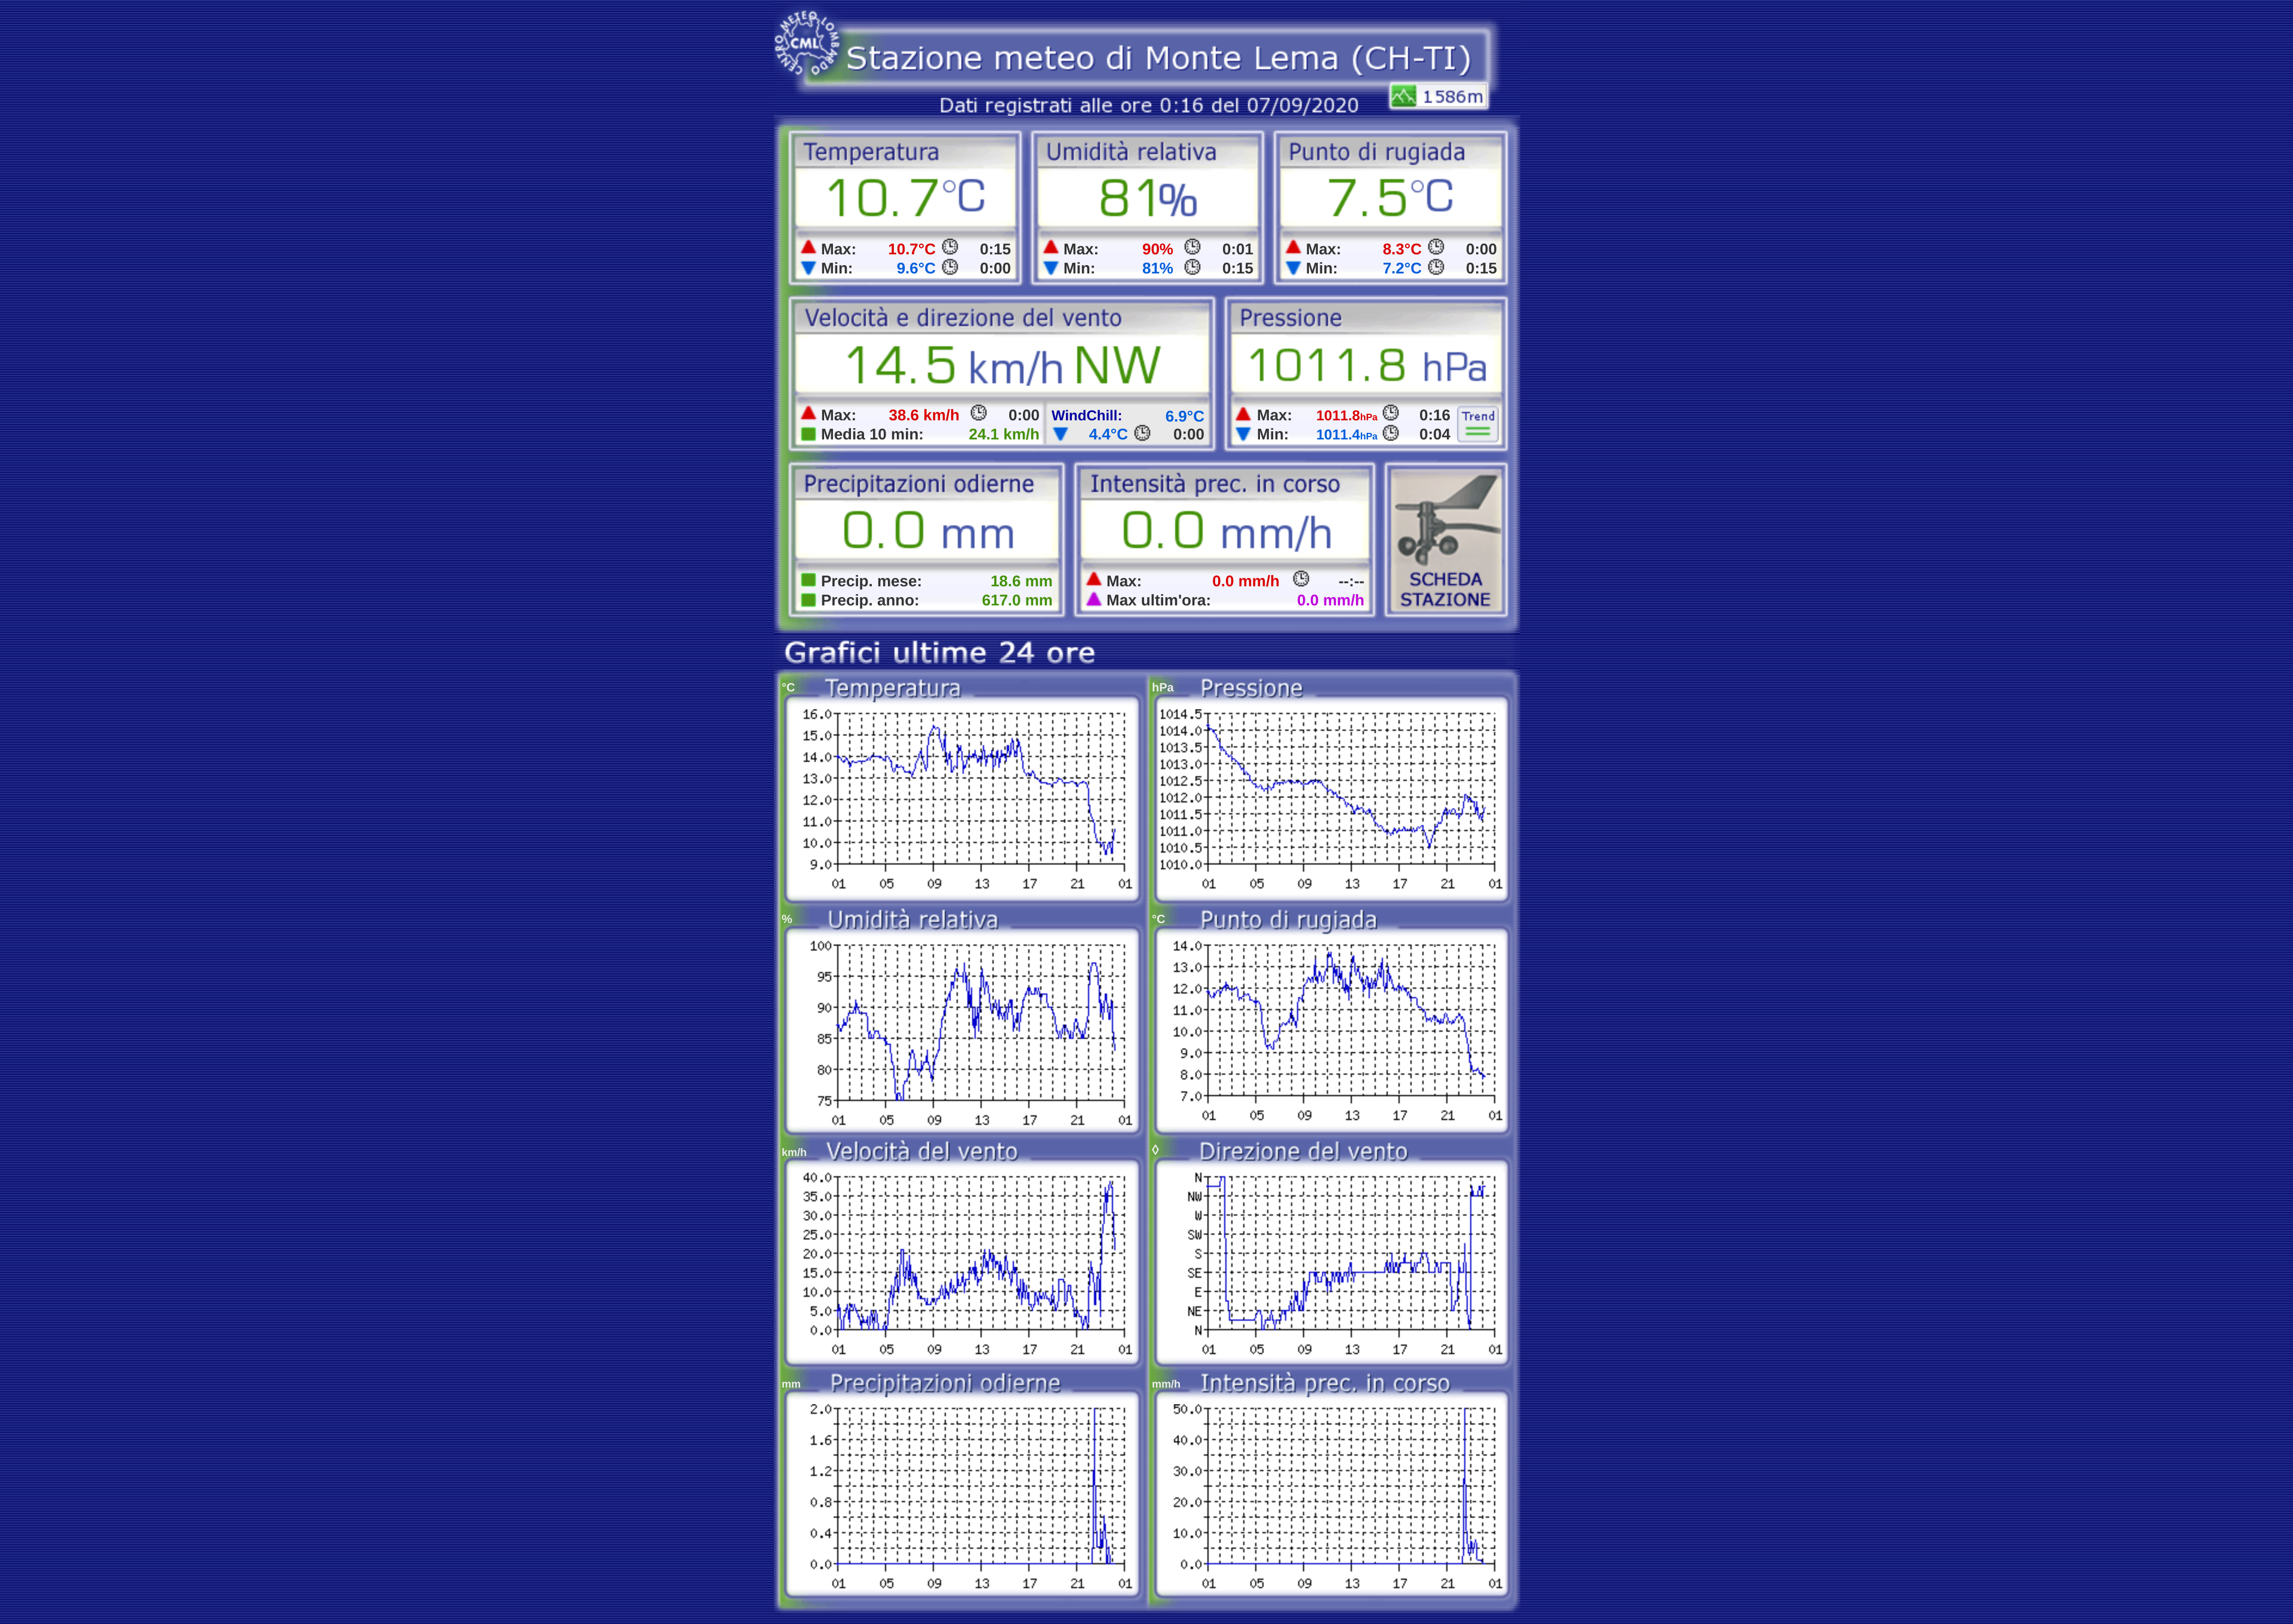 CENTRO METEO LOMBARDO
CML
Stazione meteo di Monte Lema (CH-TI)
Dati registrati alle ore 0:16 del 07/09/2020
1586m
Temperatura
10.7°C
Max: 10.7°C 0:15
Min: 9.6°C 0:00
Umidità relativa
81%
Max: 90% 0:01
Min: 81% 0:15
Punto di rugiada
7.5°C
Max: 8.3°C 0:00
Min: 7.2°C 0:15
Velocità e direzione del vento
14.5 km/h NW
Max: 38.6 km/h 0:00
Media 10 min: 24.1 km/h
WindChill: 6.9°C
4.4°C 0:00
Pressione
1011.8 hPa
Max: 1011.8hPa 0:16
Min: 1011.4hPa 0:04
Trend
Precipitazioni odierne
0.0 mm
Precip. mese: 18.6 mm
Precip. anno: 617.0 mm
Intensità prec. in corso
0.0 mm/h
Max: 0.0 mm/h --:--
Max ultim'ora: 0.0 mm/h
SCHEDA
STAZIONE
Grafici ultime 24 ore
°C Temperatura
16.0
15.0
14.0
13.0
12.0
11.0
10.0
9.0
01 05 09 13 17 21 01
hPa Pressione
1014.5
1014.0
1013.5
1013.0
1012.5
1012.0
1011.5
1011.0
1010.5
1010.0
01 05 09 13 17 21 01
% Umidità relativa
100
95
90
85
80
75
01 05 09 13 17 21 01
°C Punto di rugiada
14.0
13.0
12.0
11.0
10.0
9.0
8.0
7.0
01 05 09 13 17 21 01
km/h Velocità del vento
40.0
35.0
30.0
25.0
20.0
15.0
10.0
5.0
0.0
01 05 09 13 17 21 01
◊ Direzione del vento
N
NW
W
SW
S
SE
E
NE
N
01 05 09 13 17 21 01
mm Precipitazioni odierne
2.0
1.6
1.2
0.8
0.4
0.0
01 05 09 13 17 21 01
mm/h Intensità prec. in corso
50.0
40.0
30.0
20.0
10.0
0.0
01 05 09 13 17 21 01